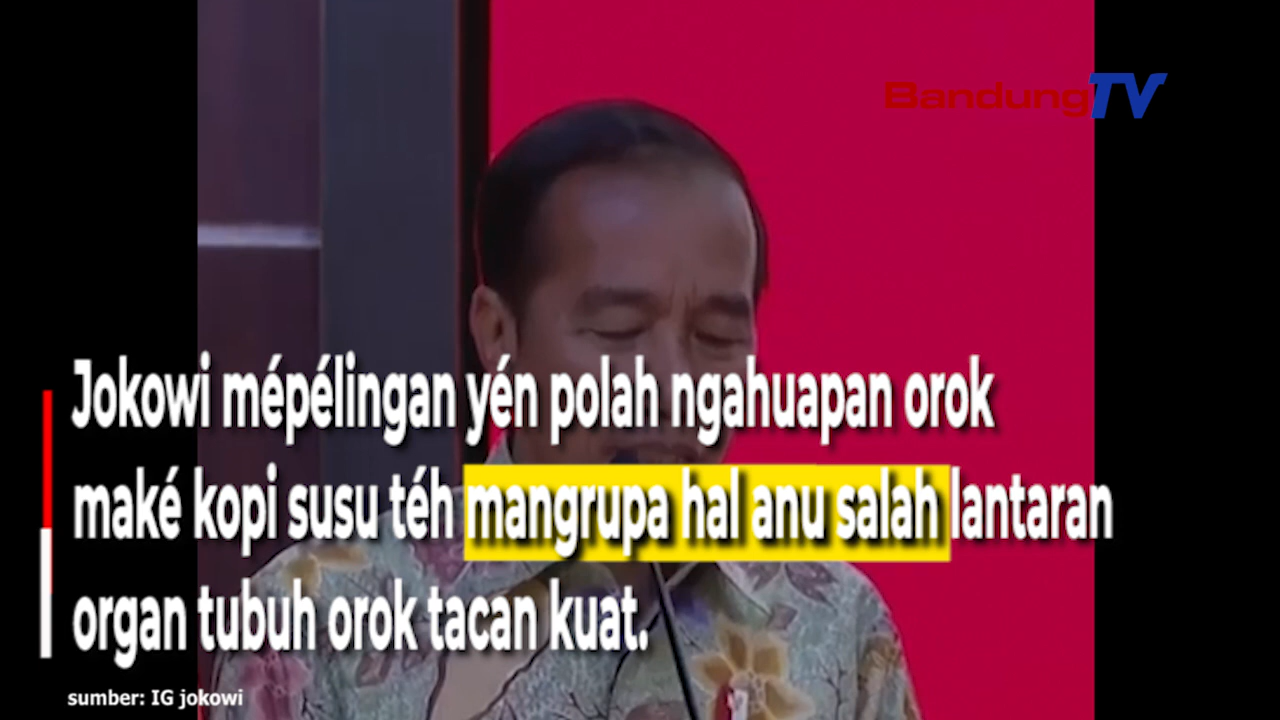 BandungTV
Jokowi mépélingan yén polah ngahuapan orok
maké kopi susu téh mangrupa hal anu salah lantaran
organ tubuh orok tacan kuat.
sumber: IG jokowi